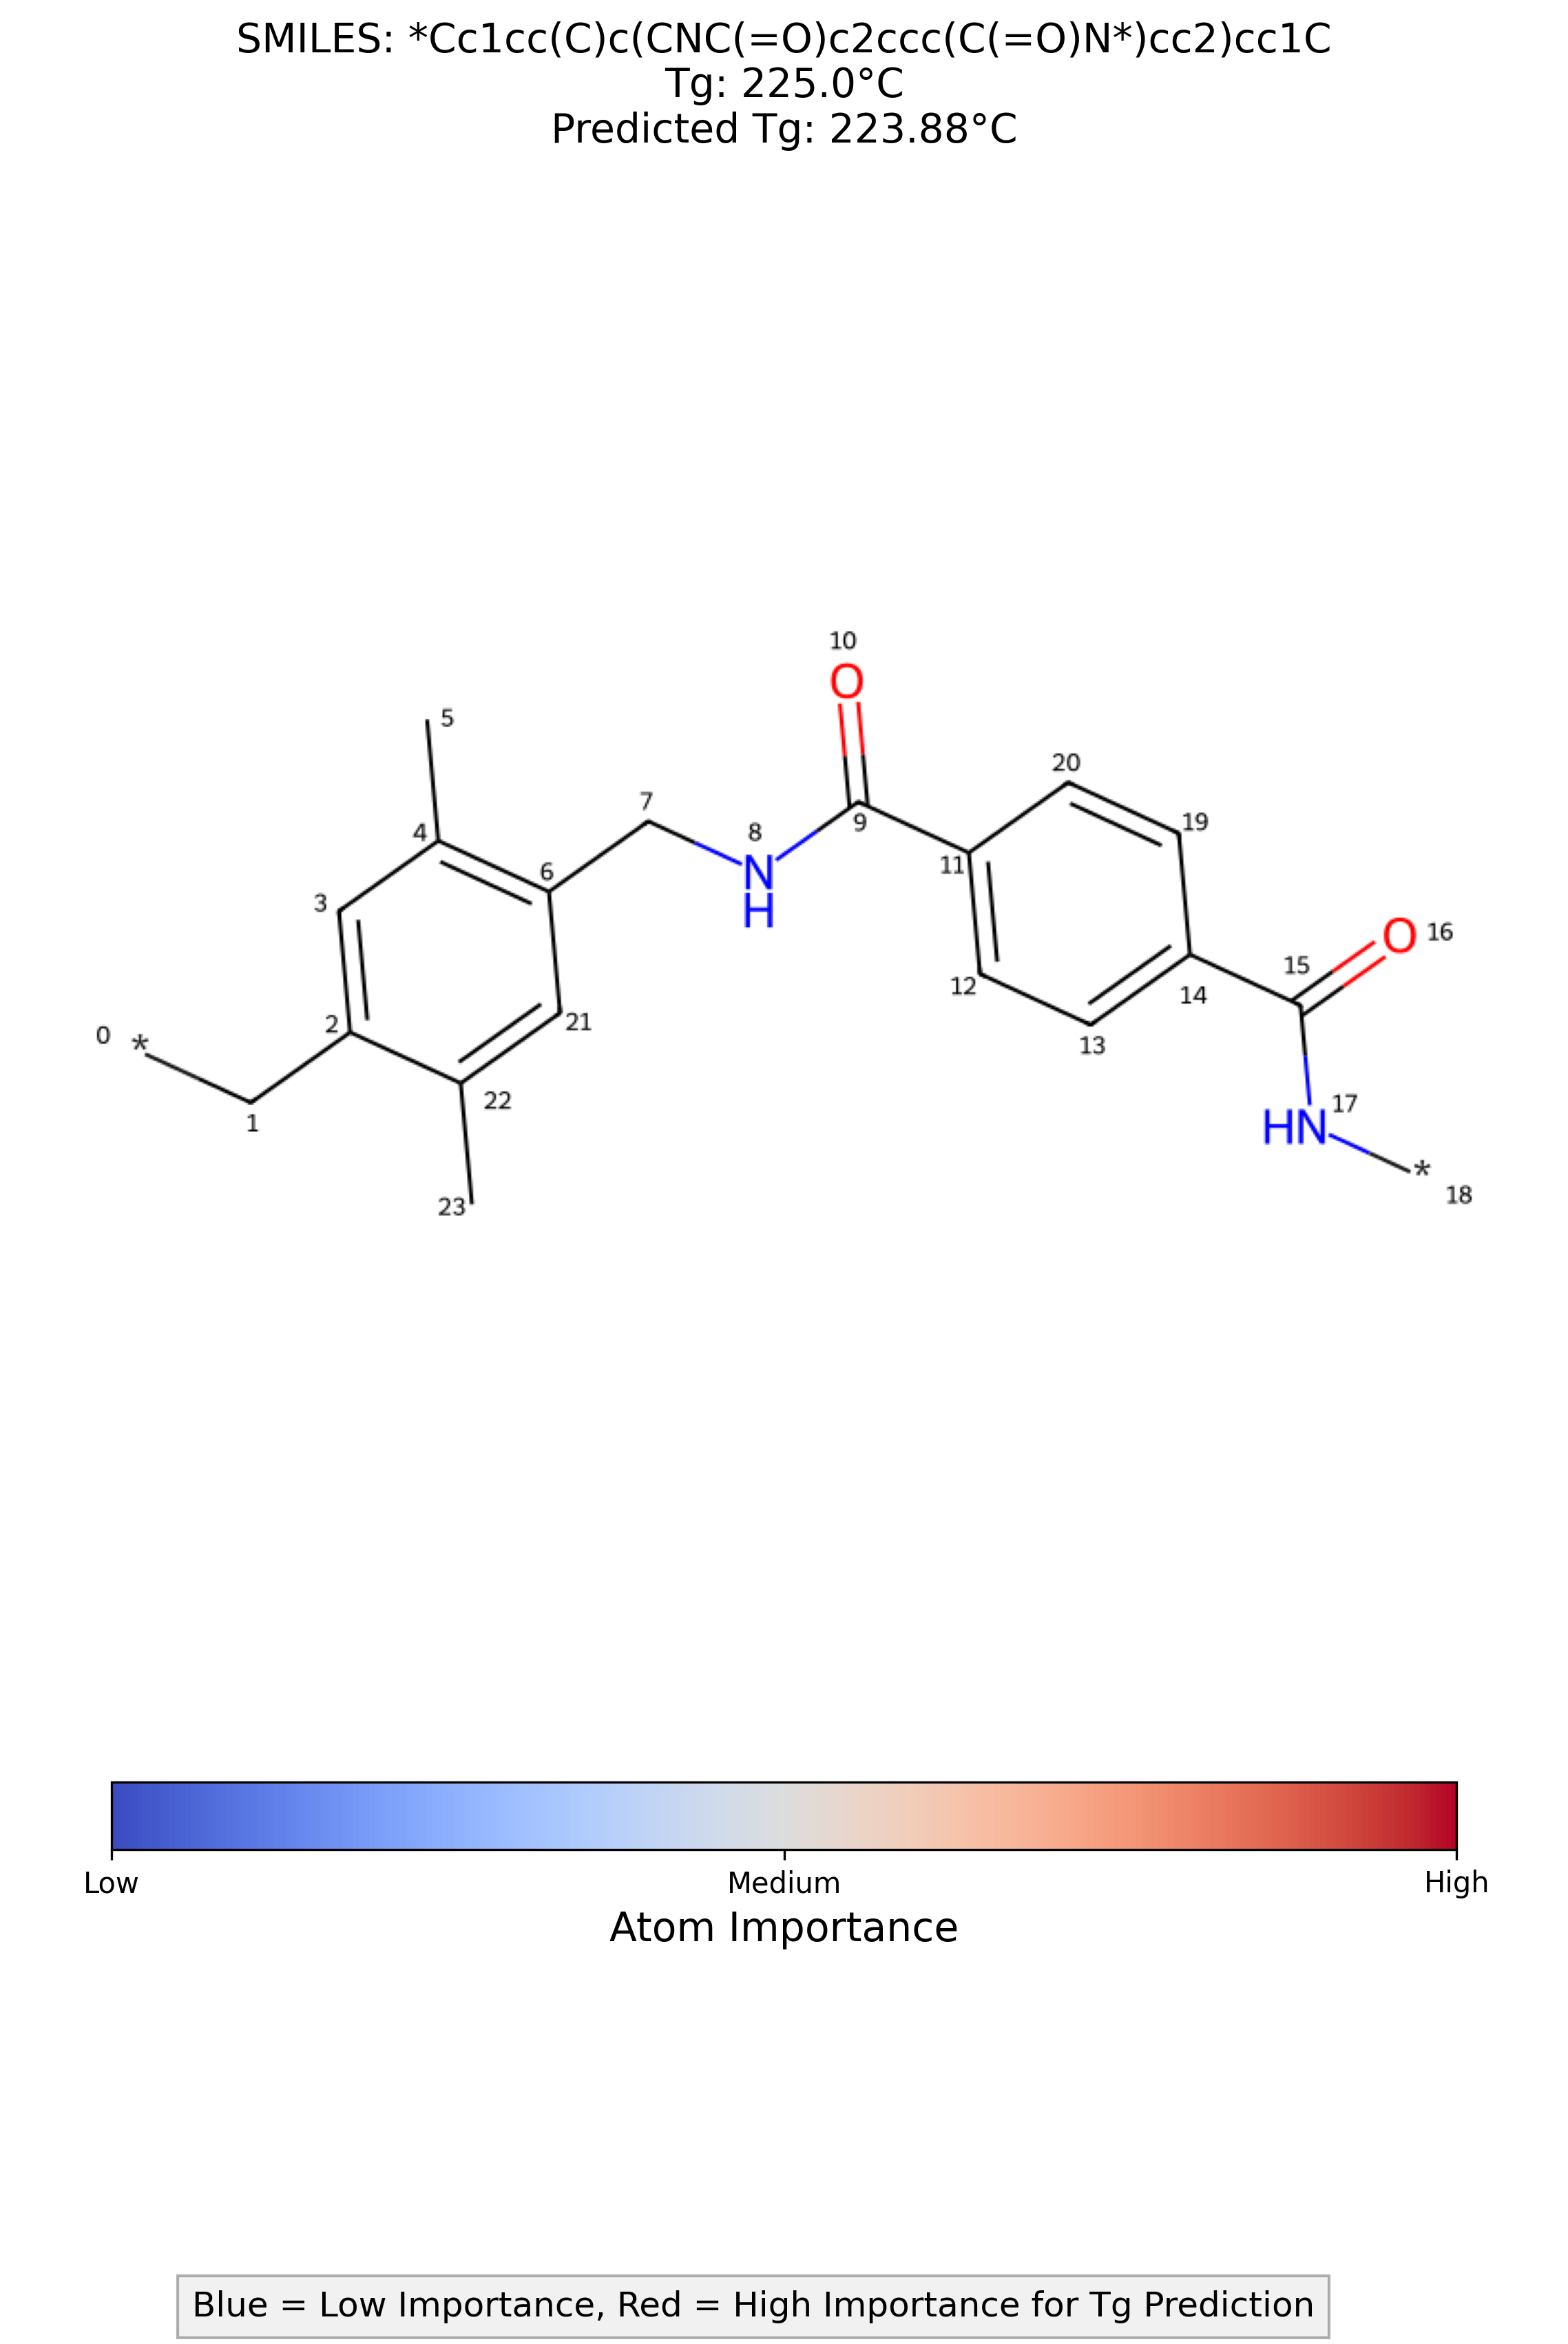 SMILES: *Cc1cc(C)c(CNC(=O)c2ccc(C(=O)N*)cc2)cc1C
Tg: 225.0°C
Predicted Tg: 223.88°C
10
O
5
20
7
4
8
9
19
6
N
H
11
3
O 16
15
12
14
2
21
0 *
13
22
1
17
HN
*
18
23
Low Medium High
Atom Importance
Blue = Low Importance, Red = High Importance for Tg Prediction